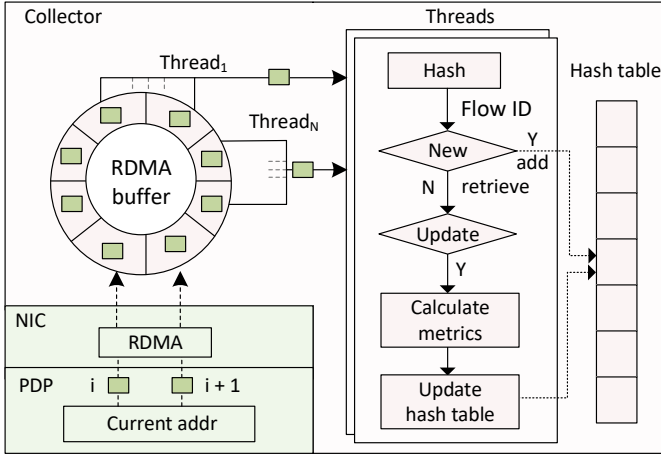 Collector
Threads
Thread1
Hash
Hash table
Flow ID
ThreadN
New
Y
add
RDMA
buffer
N
retrieve
Update
Y
NIC
RDMA
Calculate
metrics
PDP
i
i + 1
Current addr
Update
hash table